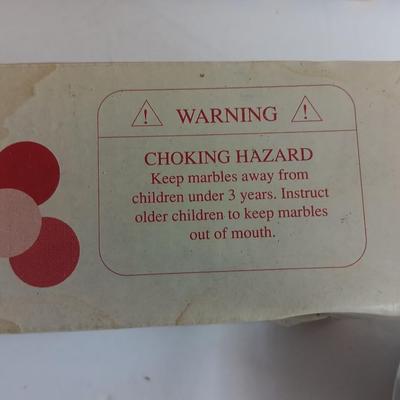 WARNING
CHOKING HAZARD
Keep marbles away from
children under 3 years. Instruct
older children to keep marbles
out of mouth.